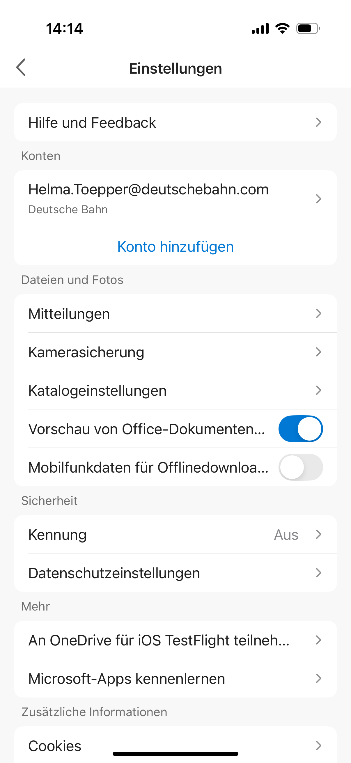 14:14
Einstellungen
Hilfe und Feedback
Konten
Helma.Toepper@deutschebahn.com
Deutsche Bahn
Konto hinzufügen
Dateien und Fotos
Mitteilungen
Kamerasicherung
Katalogeinstellungen
Vorschau von Office-Dokumenten...
Mobilfunkdaten für Offlinedownloa...
Sicherheit
Kennung Aus
Datenschutzeinstellungen
Mehr
An OneDrive für iOS TestFlight teilneh...
Microsoft-Apps kennenlernen
Zusätzliche Informationen
Cookies